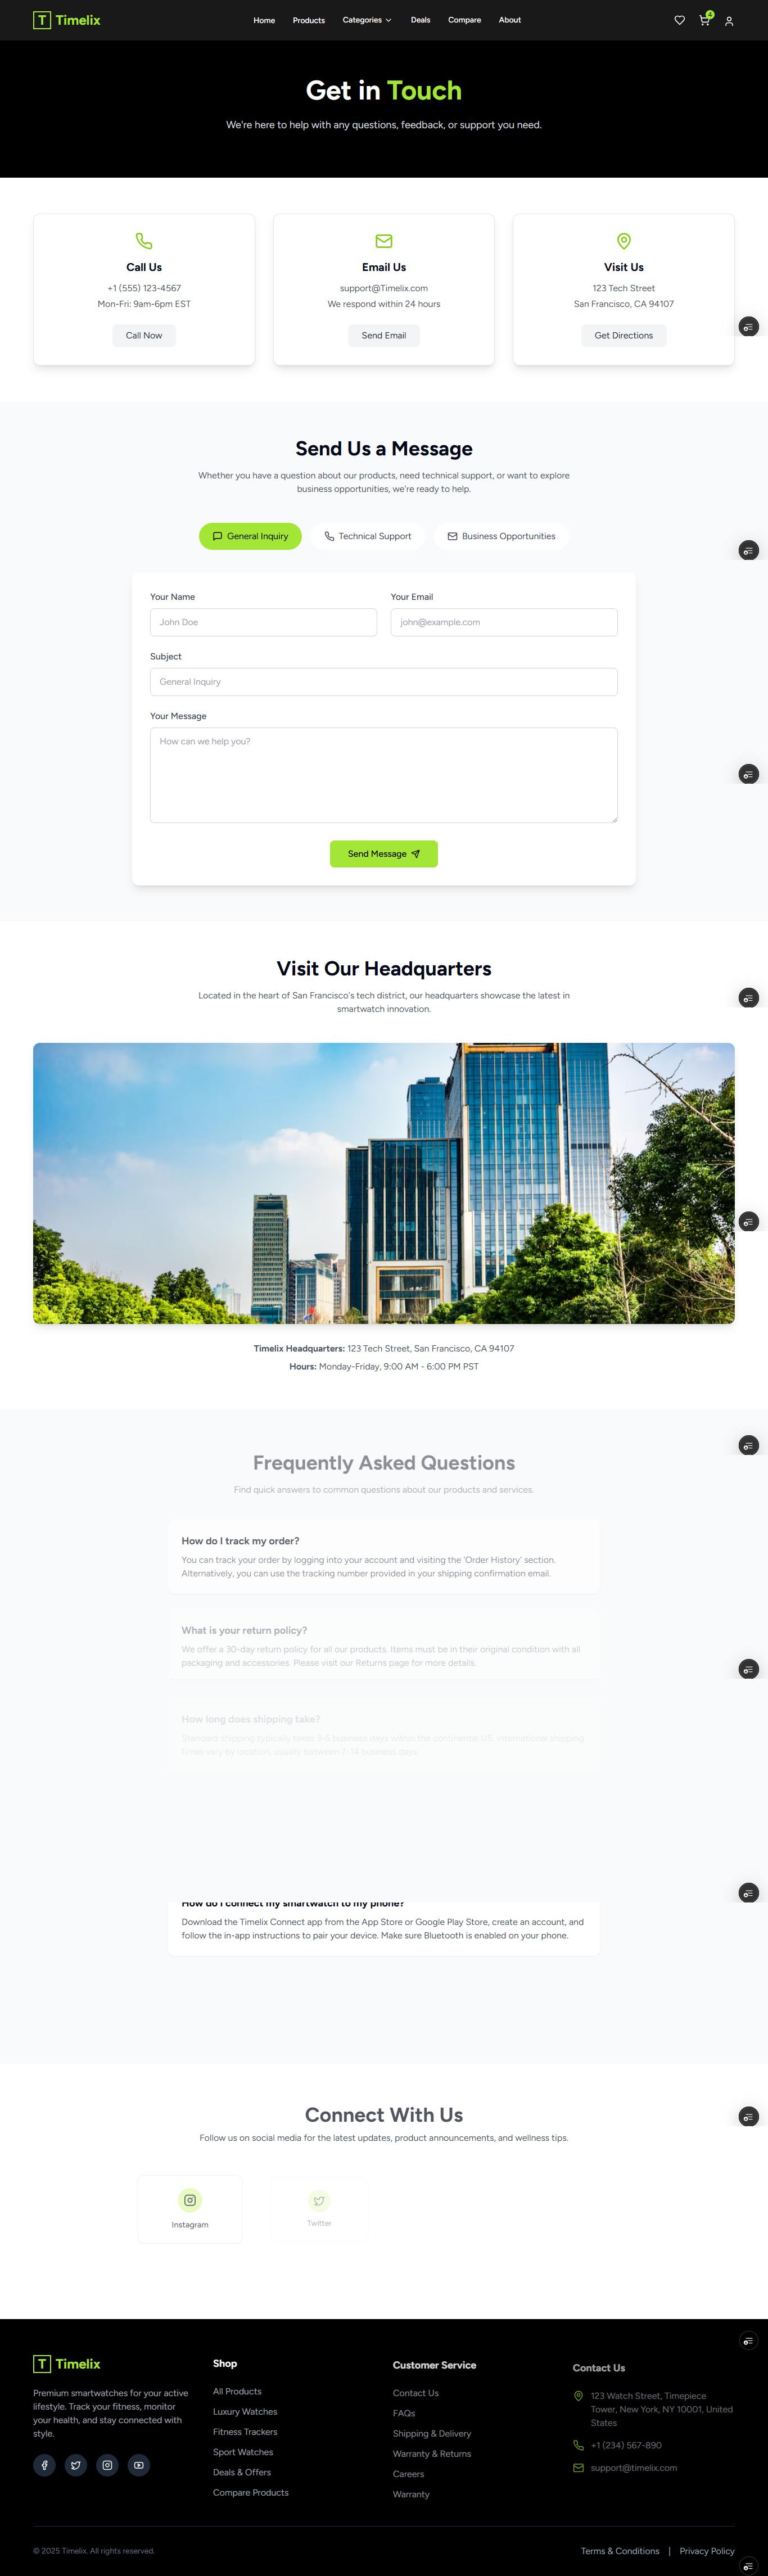 T Timelix
Home Products Categories Deals Compare About
Get in Touch
We're here to help with any questions, feedback, or support you need.
Call Us
+1 (555) 123-4567
Mon-Fri: 9am-6pm EST
Call Now
Email Us
support@Timelix.com
We respond within 24 hours
Send Email
Visit Us
123 Tech Street
San Francisco, CA 94107
Get Directions
Send Us a Message
Whether you have a question about our products, need technical support, or want to explore
business opportunities, we're ready to help.
General Inquiry
Technical Support
Business Opportunities
Your Name
John Doe
Your Email
john@example.com
Subject
General Inquiry
Your Message
How can we help you?
Send Message
Visit Our Headquarters
Located in the heart of San Francisco's tech district, our headquarters showcase the latest in
smartwatch innovation.
Timelix Headquarters: 123 Tech Street, San Francisco, CA 94107
Hours: Monday-Friday, 9:00 AM - 6:00 PM PST
Frequently Asked Questions
Find quick answers to common questions about our products and services.
How do I track my order?
You can track your order by logging into your account and visiting the 'Order History' section.
Alternatively, you can use the tracking number provided in your shipping confirmation email.
What is your return policy?
We offer a 30-day return policy for all our products. Items must be in their original condition with all
packaging and accessories. Please visit our Returns page for more details.
How long does shipping take?
Standard shipping typically takes 3-5 business days within the continental US. International shipping
times vary by location, usually between 7-14 business days.
How do I connect my smartwatch to my phone?
Download the Timelix Connect app from the App Store or Google Play Store, create an account, and
follow the in-app instructions to pair your device. Make sure Bluetooth is enabled on your phone.
Connect With Us
Follow us on social media for the latest updates, product announcements, and wellness tips.
Instagram
Twitter
T Timelix
Premium smartwatches for your active
lifestyle. Track your fitness, monitor
your health, and stay connected with
style.
Shop
All Products
Luxury Watches
Fitness Trackers
Sport Watches
Deals & Offers
Compare Products
Customer Service
Contact Us
FAQs
Shipping & Delivery
Warranty & Returns
Careers
Warranty
Contact Us
123 Watch Street, Timepiece
Tower, New York, NY 10001, United
States
+1 (234) 567-890
support@timelix.com
© 2025 Timelix. All rights reserved.
Terms & Conditions | Privacy Policy